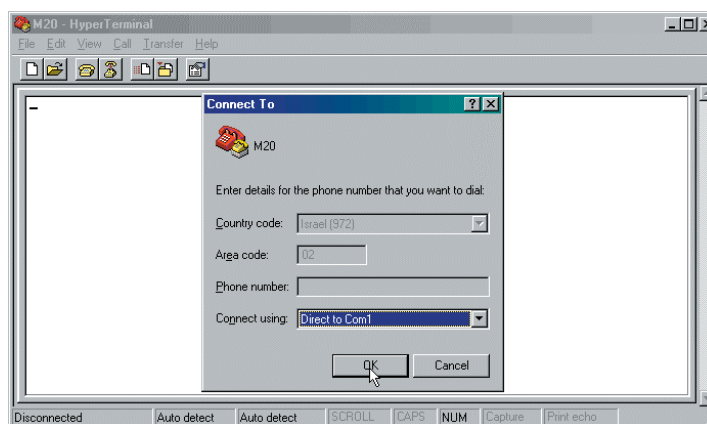 M20 - HyperTerminal
File Edit View Call Transfer Help
Connect To
M20
Enter details for the phone number that you want to dial:
Country code: Israel (972)
Area code: 02
Phone number:
Connect using: Direct to Com1
OK Cancel
Disconnected Auto detect Auto detect SCROLL CAPS NUM Capture Print echo